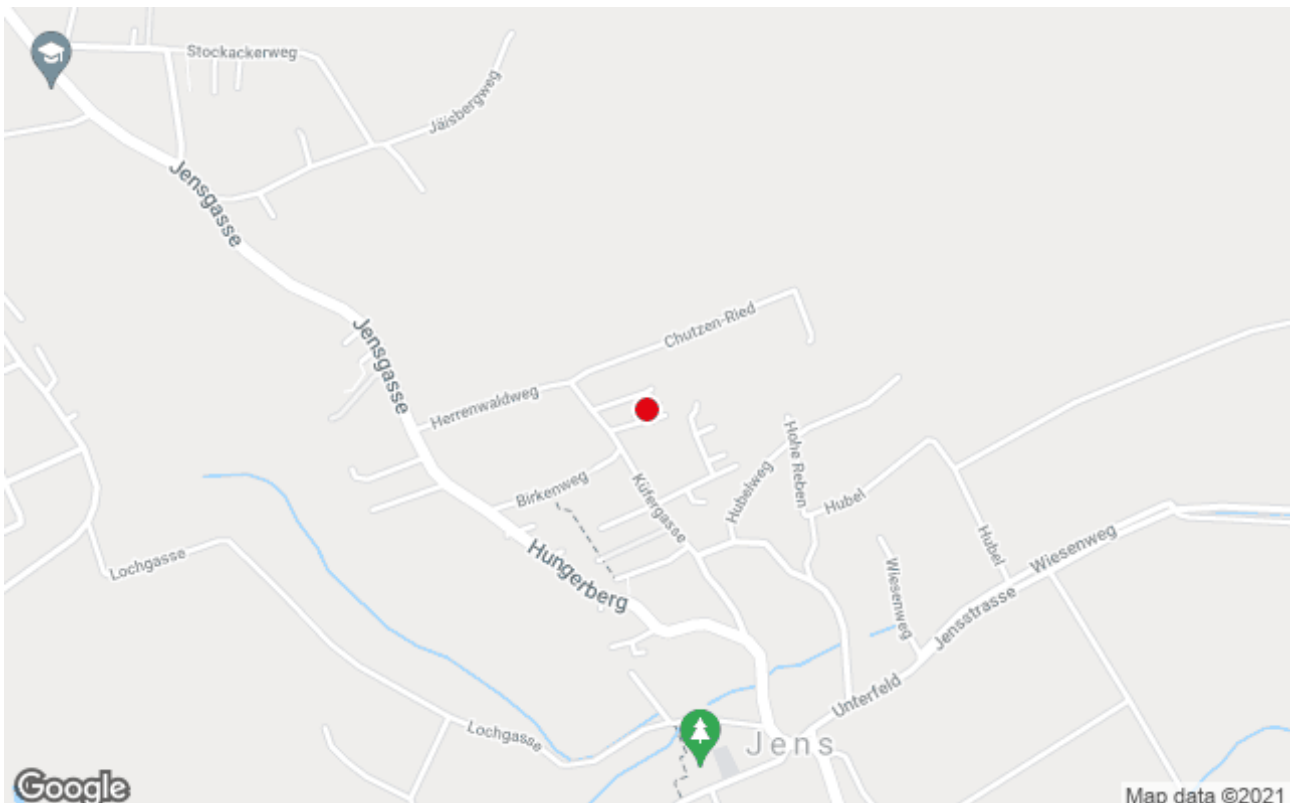 Stockackerweg
Jäisbergweg
Jensgasse
Chutzen-Ried
Jensgasse
Herrenwaldweg
Hohe Reben
Birkenweg
Küfergasse
Hubelweg
Hubel
Lochgasse
Hungerberg
Hubel
Wiesenweg
Wiesenweg
Jensstrasse
Unterfeld
Lochgasse
Jens
Google
Map data ©2021